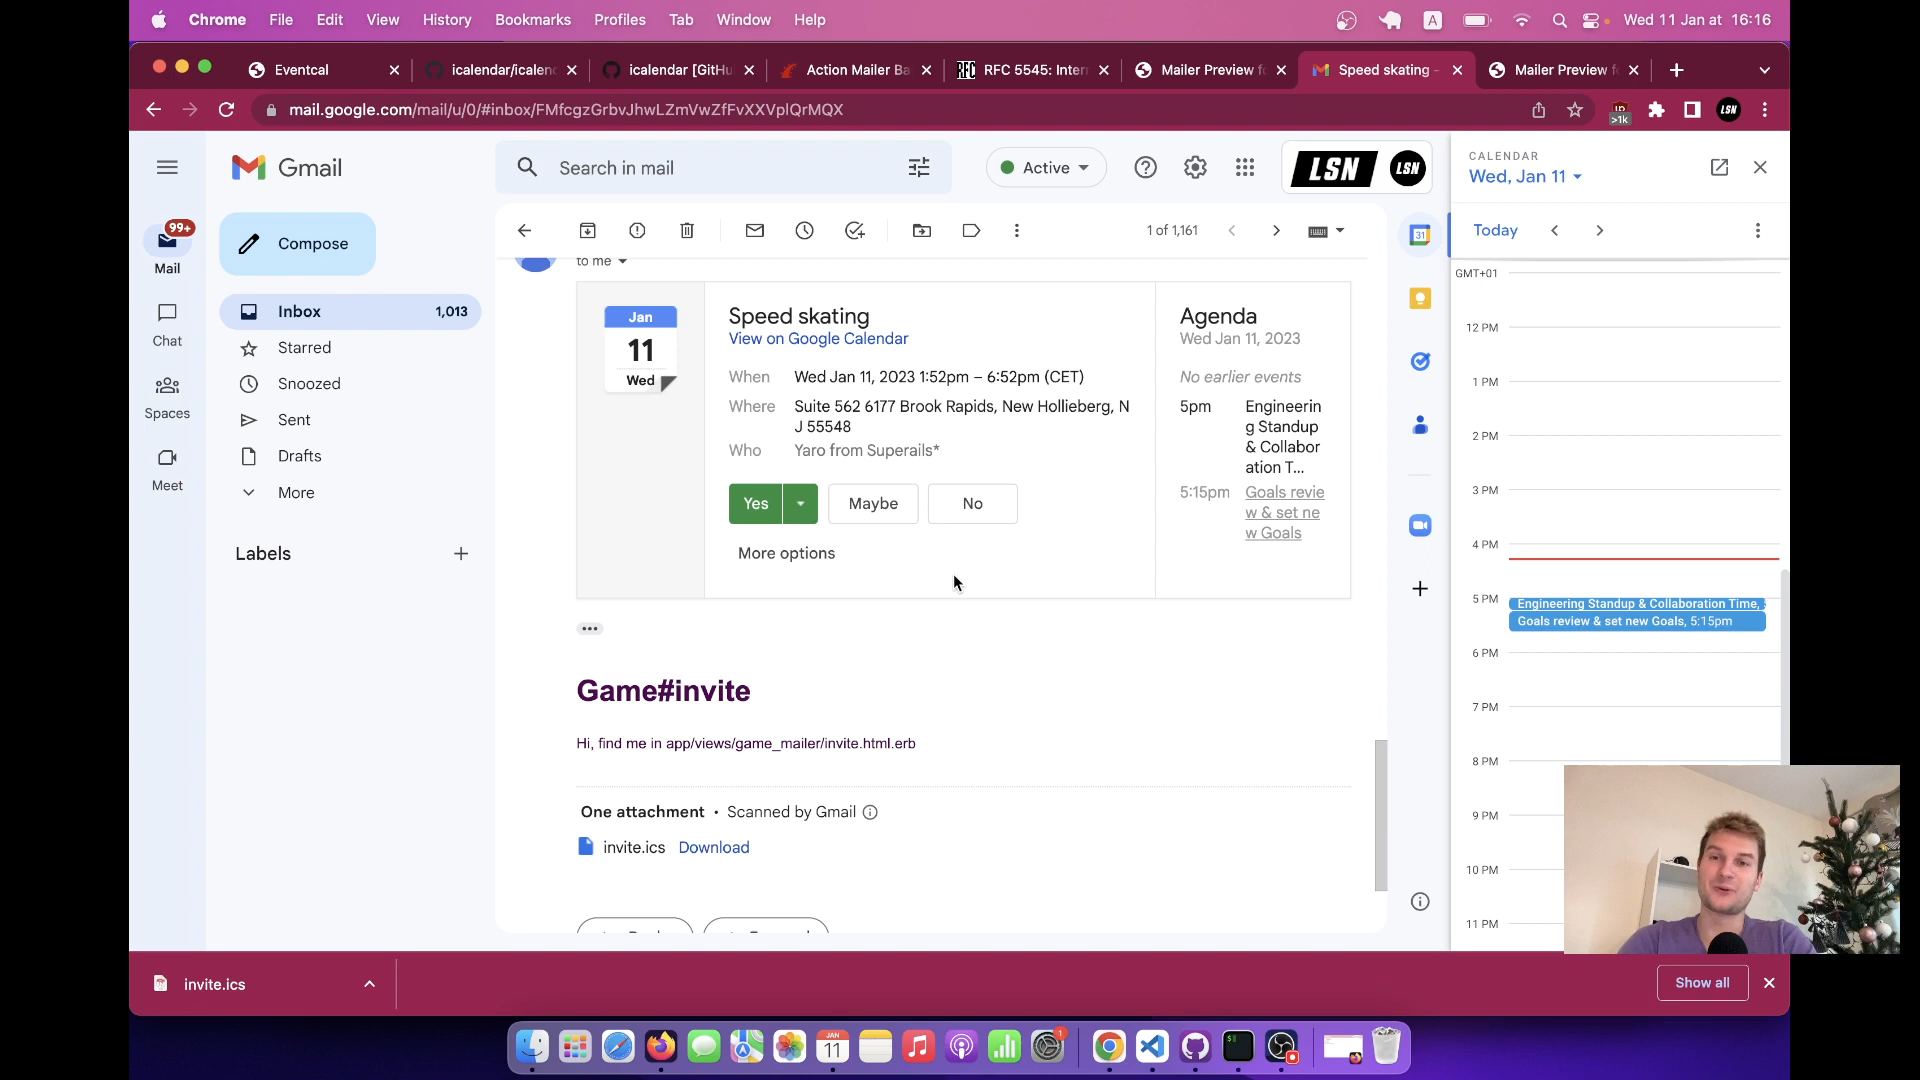 Chrome File Edit View History Bookmarks Profiles Tab Window Help A Wed 11 Jan at 16:16
Eventcal icalendar/icalen icalendar [GitHu Action Mailer Ba RFC RFC 5545: Inter Mailer Preview f Speed skating - Mailer Preview f
mail.google.com/mail/u/0/#inbox/FMfcgzGrbvJhwLZmVwZfFvXXVplQrMQX >1k LSN
Gmail
Search in mail
Active
LSN LSN
CALENDAR
Wed, Jan 11
99+
Mail
Chat
Spaces
Meet
Compose
Inbox 1,013
Starred
Snoozed
Sent
Drafts
More
Labels
1 of 1,161
to me
Jan
11
Wed
Speed skating
View on Google Calendar
When Wed Jan 11, 2023 1:52pm – 6:52pm (CET)
Where Suite 562 6177 Brook Rapids, New Hollieberg, N
J 55548
Who Yaro from Superails*
Yes Maybe No
More options
Agenda
Wed Jan 11, 2023
No earlier events
5pm Engineerin
g Standup
& Collabor
ation T...
5:15pm Goals revie
w & set ne
w Goals
Game#invite
Hi, find me in app/views/game_mailer/invite.html.erb
One attachment • Scanned by Gmail
invite.ics Download
31
Today
GMT+01
12 PM
1 PM
2 PM
3 PM
4 PM
5 PM
Engineering Standup & Collaboration Time,
Goals review & set new Goals, 5:15pm
6 PM
7 PM
8 PM
9 PM
10 PM
11 PM
invite.ics
Show all
JAN
11
1